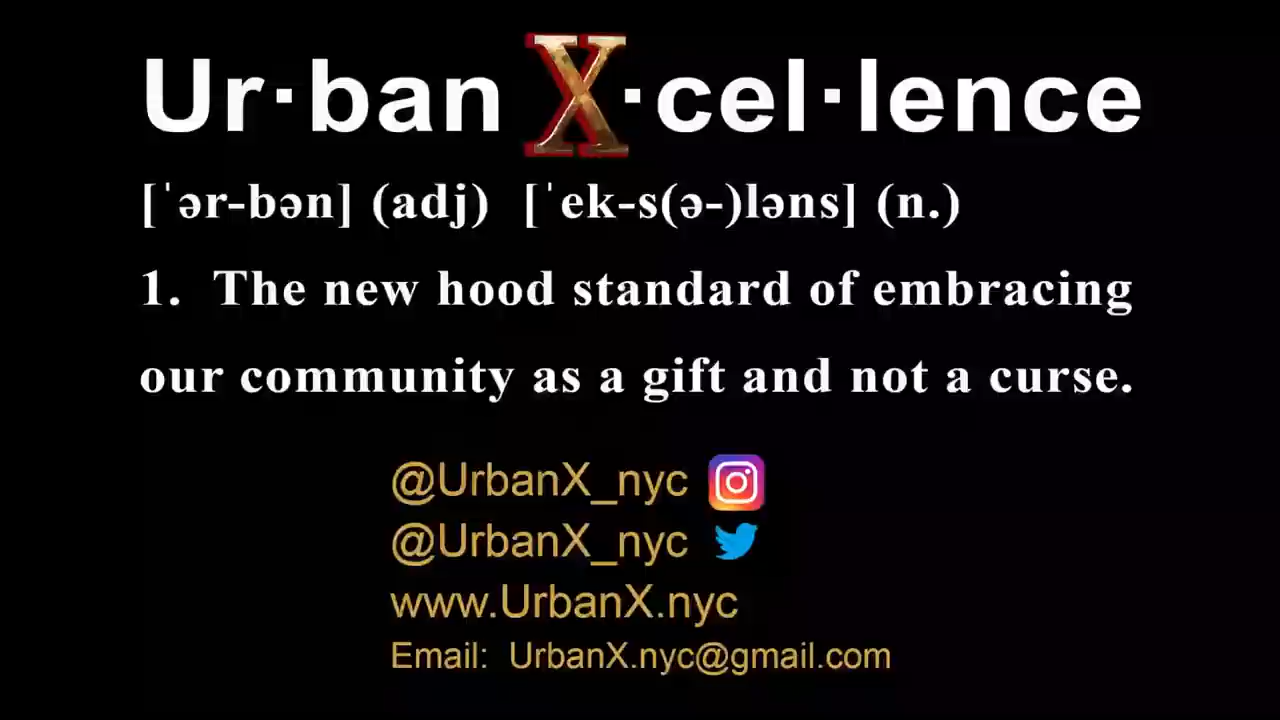 Ur·ban X·cel·lence
[ˈər-bən] (adj)  [ˈek-s(ə-)ləns] (n.)
1.  The new hood standard of embracing
our community as a gift and not a curse.
@UrbanX_nyc
@UrbanX_nyc
www.UrbanX.nyc
Email:  UrbanX.nyc@gmail.com